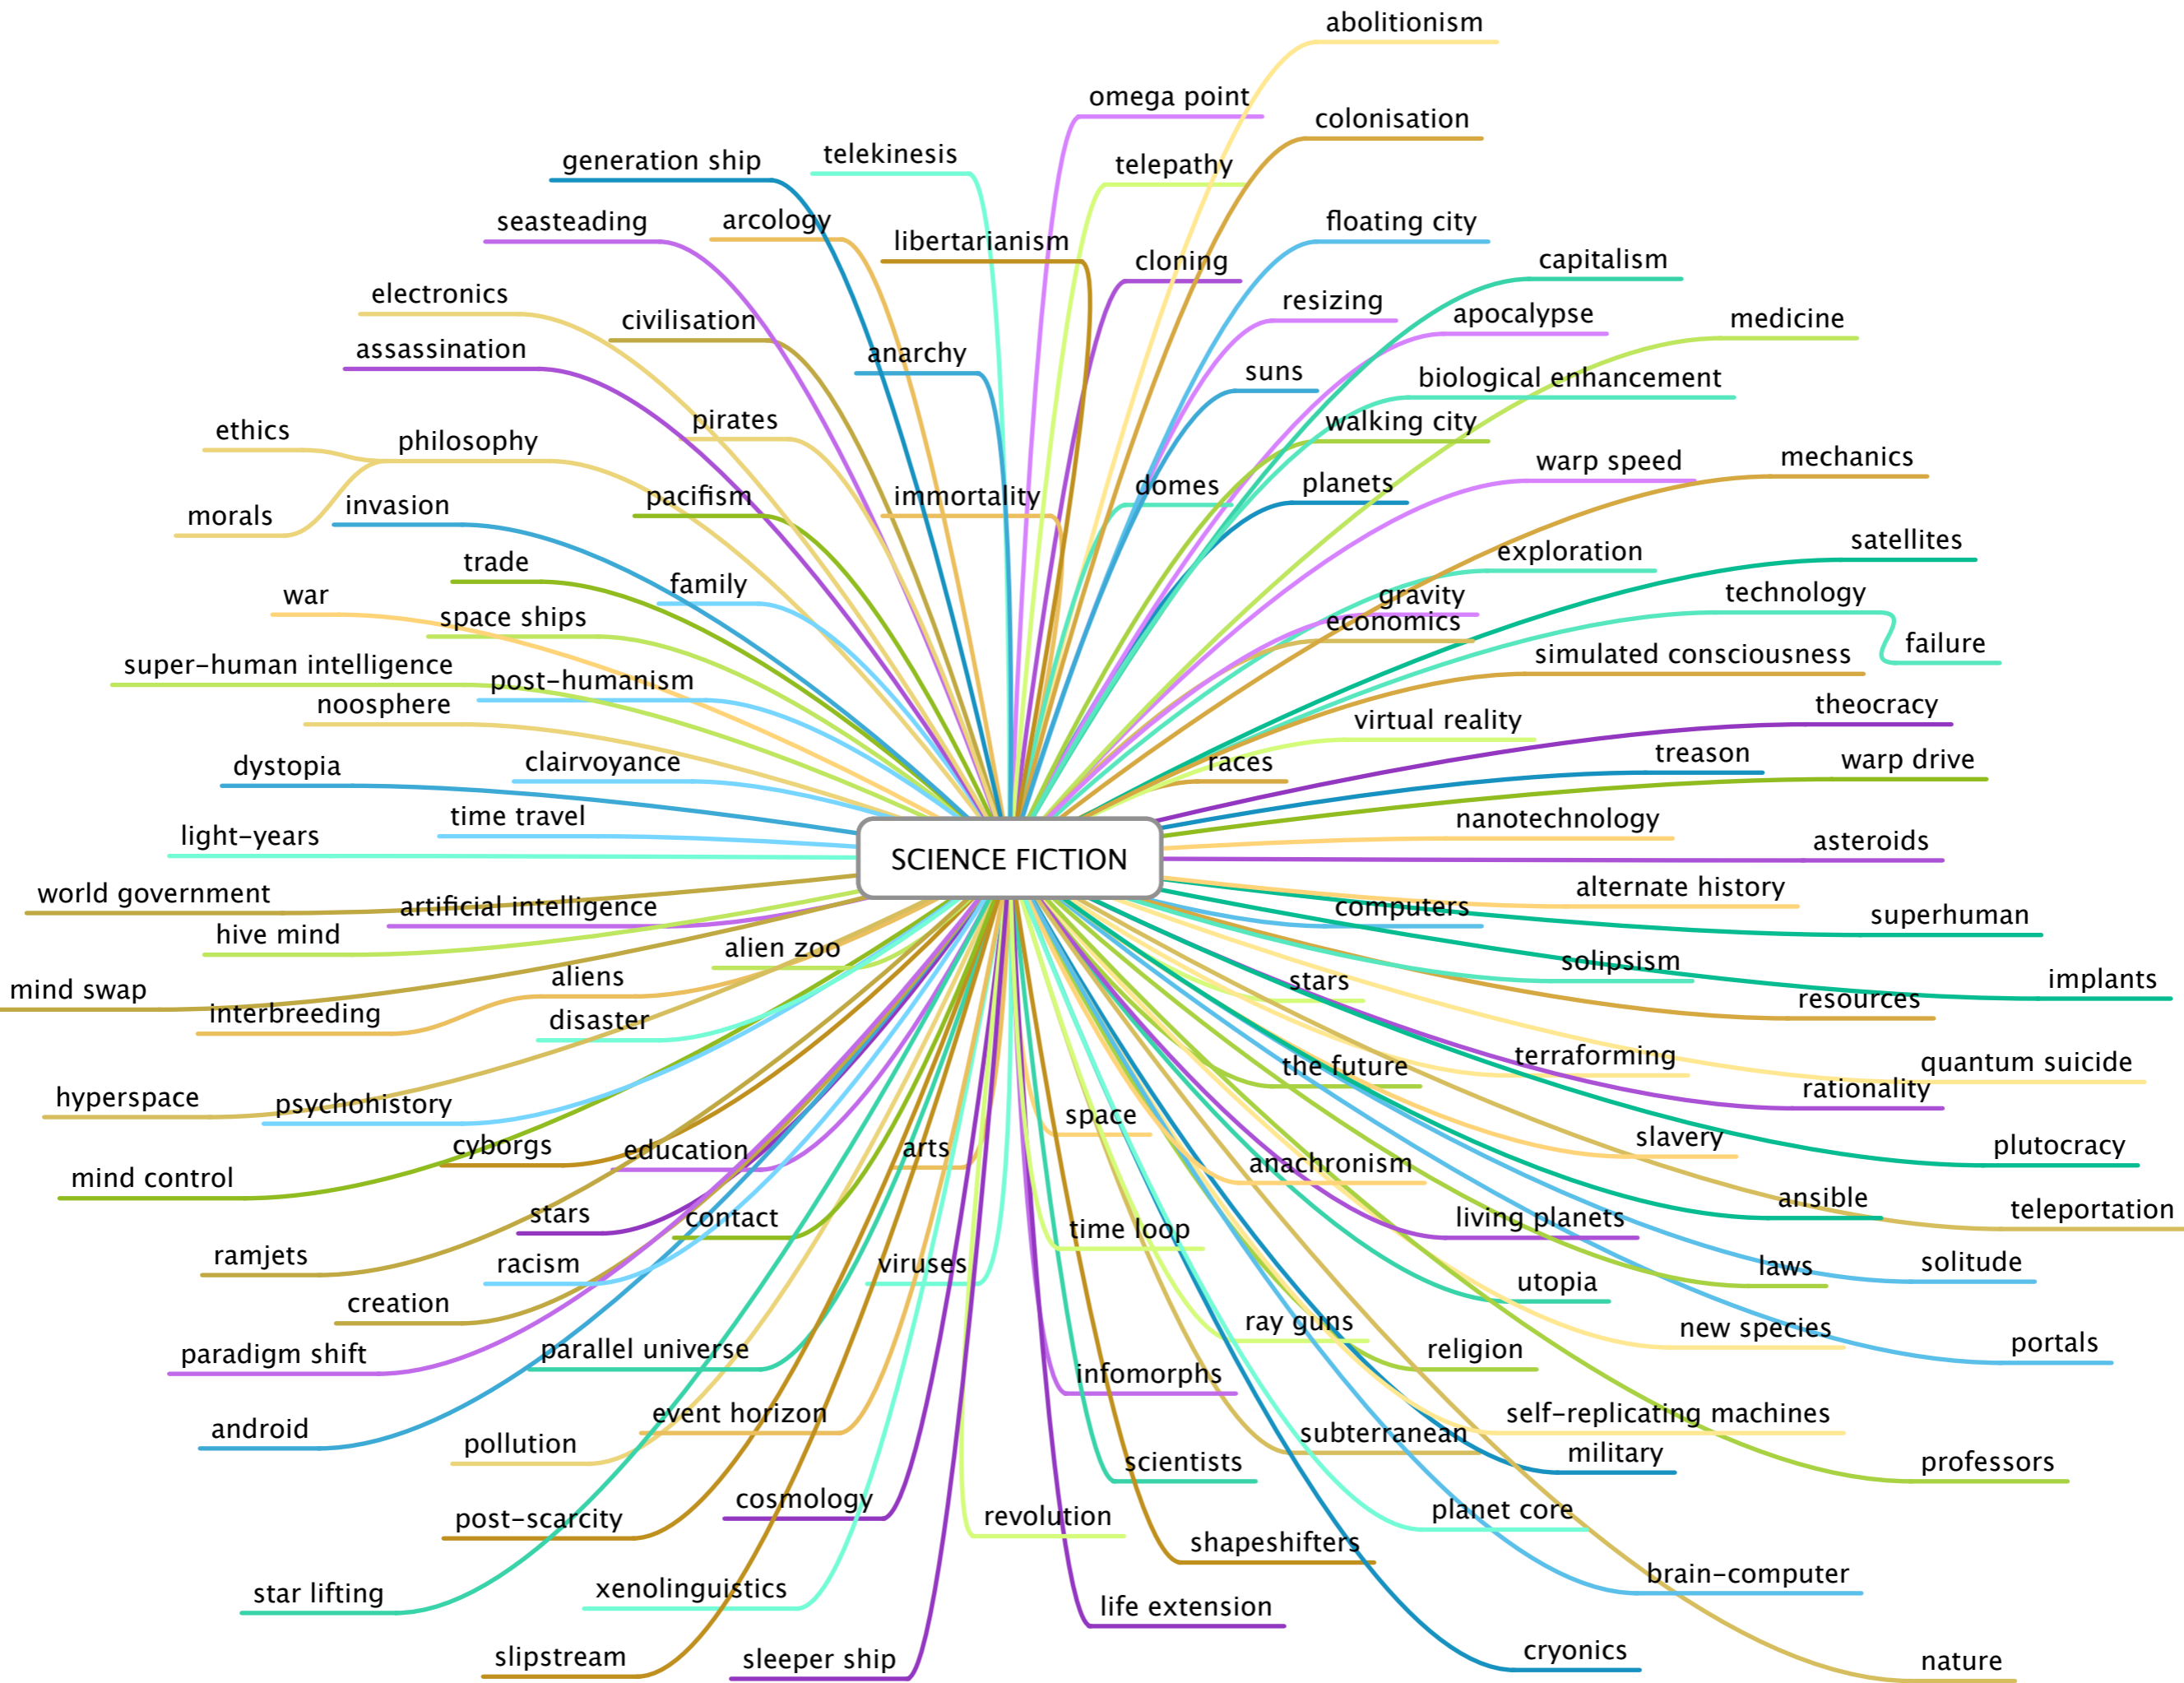 abolitionism
omega point
colonisation
telekinesis
generation ship
telepathy
seasteading
arcology
floating city
libertarianism
capitalism
cloning
electronics
resizing
apocalypse
medicine
civilisation
assassination
anarchy
suns
biological enhancement
pirates
walking city
ethics
philosophy
mechanics
warp speed
planets
domes
immortality
pacifism
invasion
morals
satellites
exploration
trade
family
technology
war
gravity
space ships
economics
failure
simulated consciousness
super-human intelligence
post-humanism
noosphere
theocracy
virtual reality
treason
warp drive
races
clairvoyance
dystopia
time travel
nanotechnology
light-years
asteroids
SCIENCE FICTION
alternate history
world government
artificial intelligence
computers
superhuman
hive mind
alien zoo
solipsism
aliens
stars
implants
mind swap
resources
interbreeding
disaster
terraforming
quantum suicide
the future
rationality
hyperspace
psychohistory
space
slavery
cyborgs
education
arts
plutocracy
anachronism
mind control
ansible
teleportation
stars
contact
living planets
time loop
ramjets
racism
viruses
laws
solitude
utopia
creation
ray guns
new species
portals
religion
parallel universe
paradigm shift
infomorphs
event horizon
self-replicating machines
android
pollution
subterranean
military
scientists
professors
cosmology
planet core
revolution
post-scarcity
shapeshifters
brain-computer
xenolinguistics
star lifting
life extension
cryonics
slipstream
sleeper ship
nature